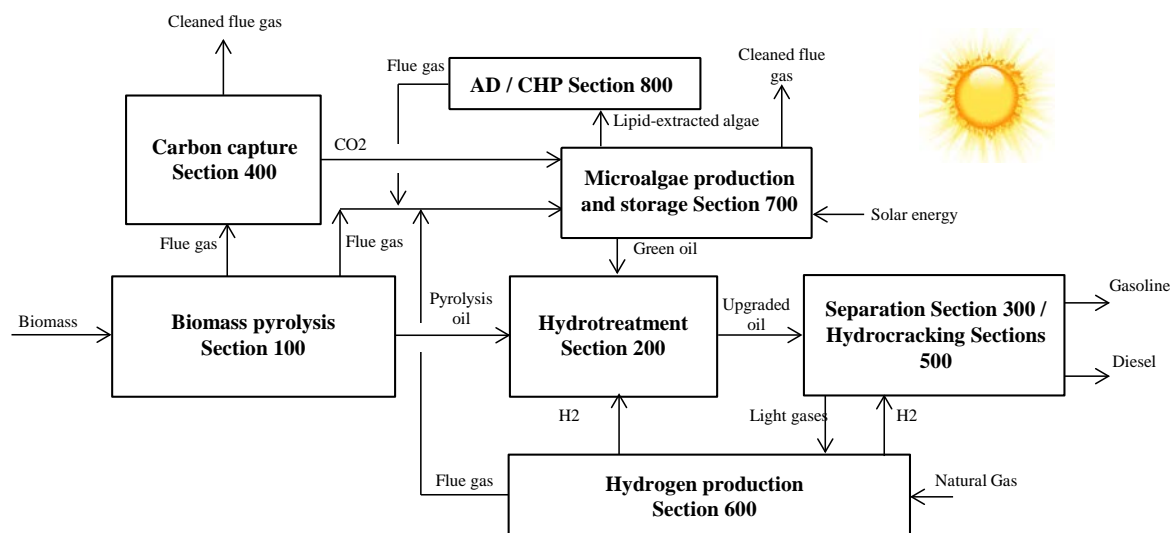 Cleaned flue gas
Flue gas
AD / CHP Section 800
Cleaned flue
gas
Lipid-extracted algae
Carbon capture
Section 400
CO2
Microalgae production
and storage Section 700
Solar energy
Flue gas
Flue gas
Green oil
Biomass
Biomass pyrolysis
Section 100
Pyrolysis
oil
Hydrotreatment
Section 200
Upgraded
oil
Separation Section 300 /
Hydrocracking Sections
500
Gasoline
Diesel
H2
Light gases
H2
Flue gas
Hydrogen production
Section 600
Natural Gas